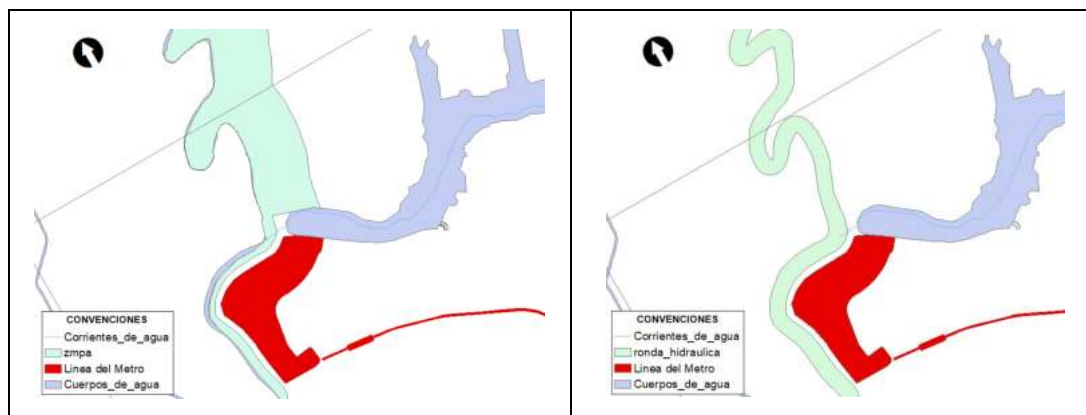 CONVENCIONES
Corrientes_de_agua
zmpa
Linea del Metro
Cuerpos_de_agua
CONVENCIONES
Corrientes_de_agua
ronda_hidraulica
Linea del Metro
Cuerpos_de_agua